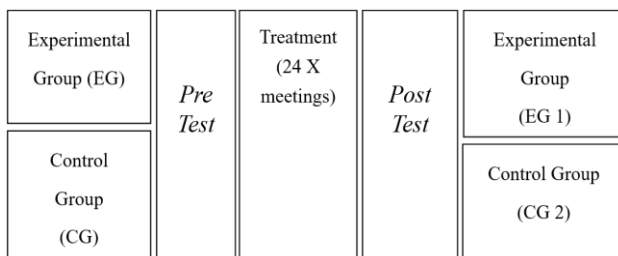 Experimental
Group (EG)
Control
Group
(CG)
Pre
Test
Treatment
(24 X
meetings)
Post
Test
Experimental
Group
(EG 1)
Control Group
(CG 2)